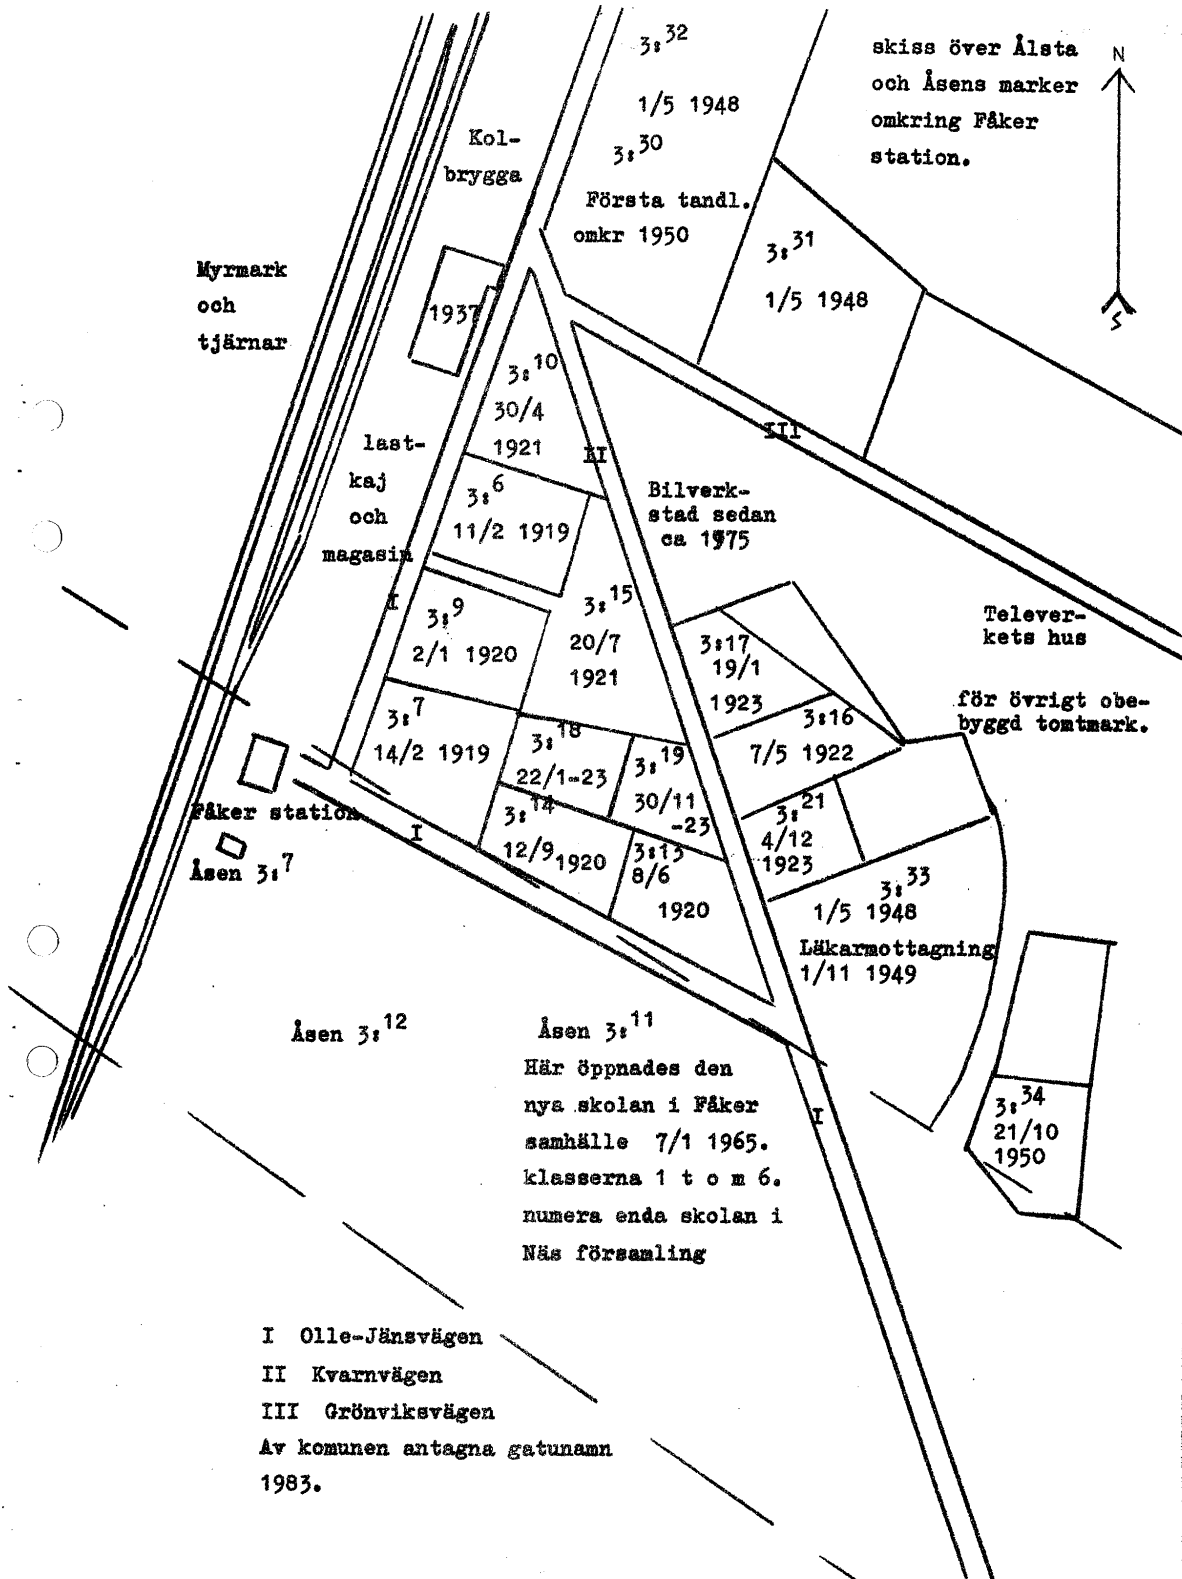 skiss över Ålsta
och Åsens marker
omkring Fåker
station.
N
S
3:32
1/5 1948
3:30
Första tandl.
omkr 1950
Kol-
brygga
3:31
1/5 1948
Myrmark
och
tjärnar
1937
3:10
30/4
1921
II
III
last-
kaj
och
magasin
3:6
11/2 1919
Bilverk-
stad sedan
ca 1975
I
3:9
2/1 1920
3:15
20/7
1921
Telever-
kets hus
3:17
19/1
1923
för övrigt obe-
byggd tomtmark.
3:7
14/2 1919
3:18
22/1-23
3:19
30/11
-23
3:16
7/5 1922
Fåker station
Åsen 3:7
I
3:14
12/9 1920
3:13
8/6
1920
3:21
4/12
1923
3:33
1/5 1948
Läkarmottagning
1/11 1949
Åsen 3:12
Åsen 3:11
Här öppnades den
nya skolan i Fåker
samhälle 7/1 1965.
klasserna 1 t o m 6.
numera enda skolan i
Näs församling
I
3:34
21/10
1950
I Olle-Jänsvägen
II Kvarnvägen
III Grönviksvägen
Av komunen antagna gatunamn
1983.